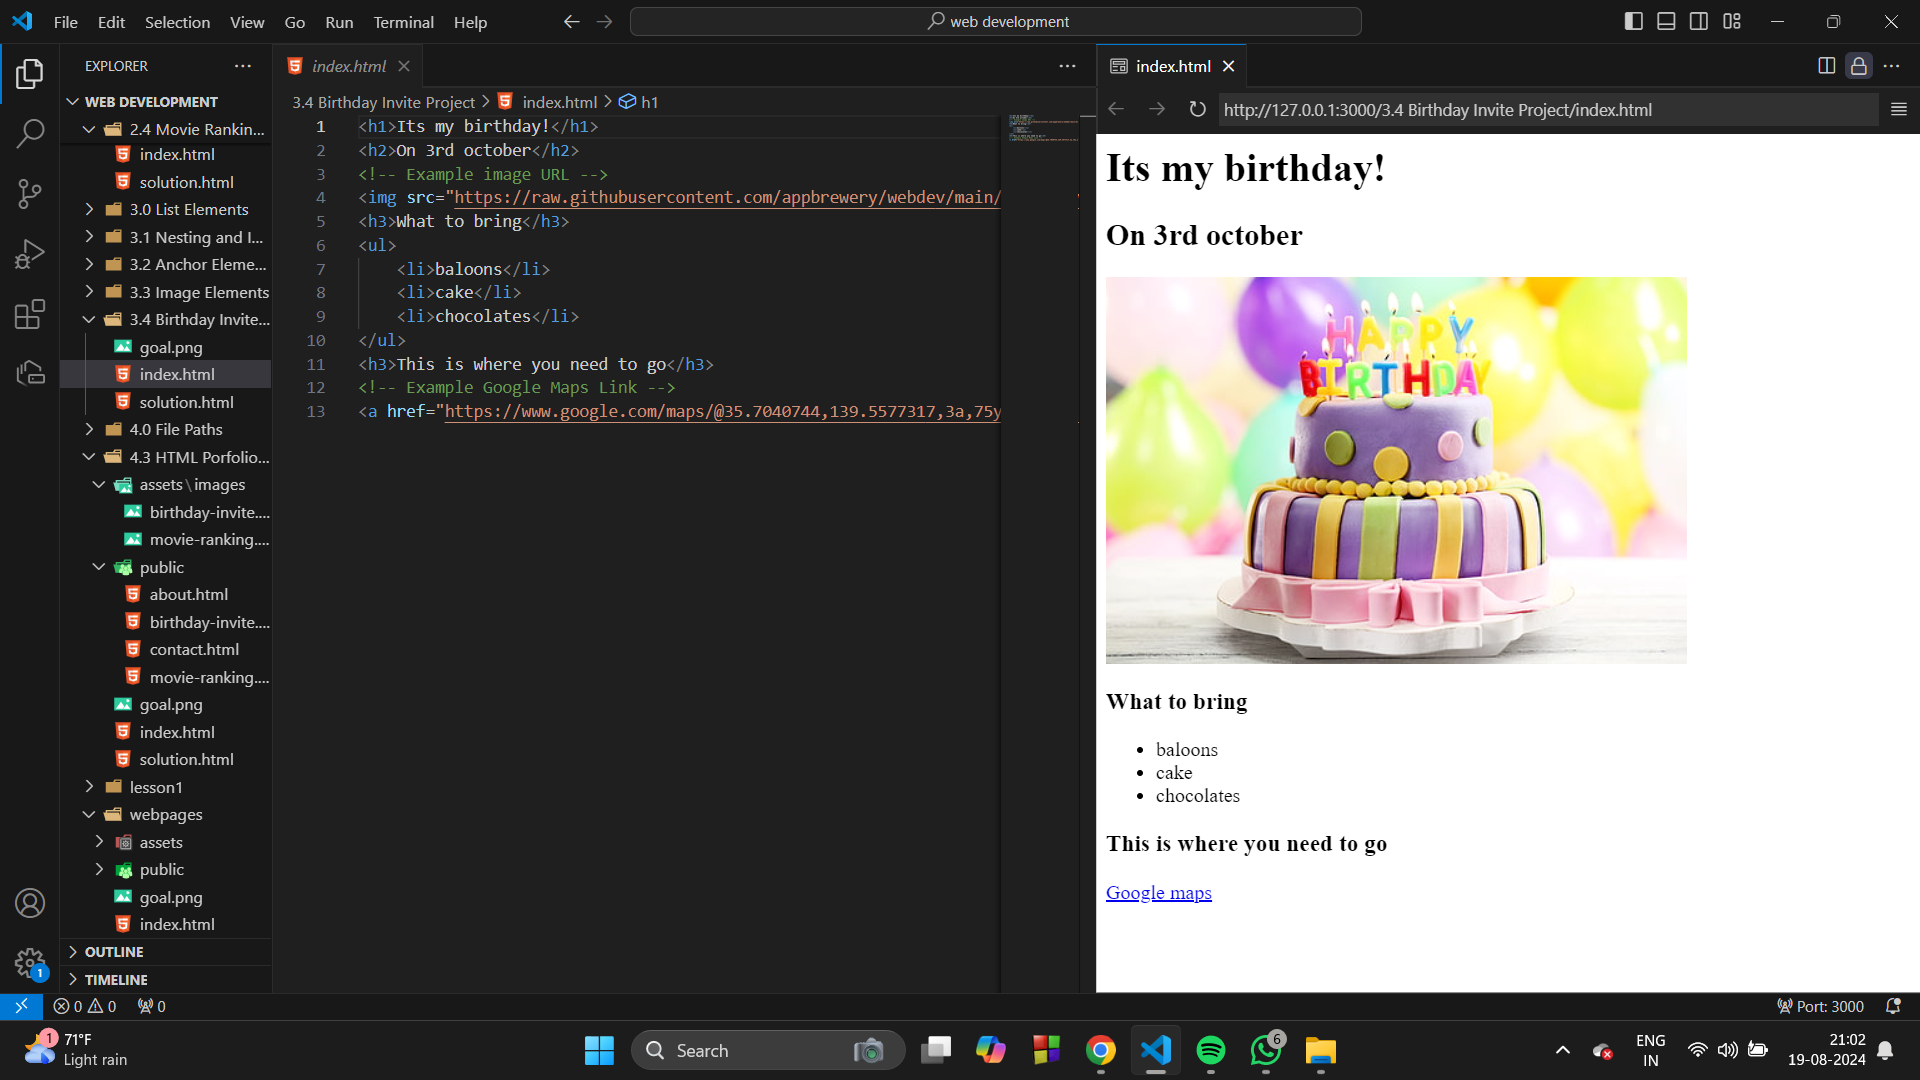 File Edit Selection View Go Run Terminal Help
web development
EXPLORER
WEB DEVELOPMENT
2.4 Movie Rankin...
index.html
solution.html
3.0 List Elements
3.1 Nesting and I...
3.2 Anchor Eleme...
3.3 Image Elements
3.4 Birthday Invite...
goal.png
index.html
solution.html
4.0 File Paths
4.3 HTML Porfolio...
assets\images
birthday-invite....
movie-ranking....
public
about.html
birthday-invite....
contact.html
movie-ranking....
goal.png
index.html
solution.html
lesson1
webpages
assets
public
goal.png
index.html
OUTLINE
TIMELINE
index.html
3.4 Birthday Invite Project > index.html > h1
1 <h1>Its my birthday!</h1>
2 <h2>On 3rd october</h2>
3 <!-- Example image URL -->
4 <img src="https://raw.githubusercontent.com/appbrewery/webdev/main/
5 <h3>What to bring</h3>
6 <ul>
7 <li>baloons</li>
8 <li>cake</li>
9 <li>chocolates</li>
10 </ul>
11 <h3>This is where you need to go</h3>
12 <!-- Example Google Maps Link -->
13 <a href="https://www.google.com/maps/@35.7040744,139.5577317,3a,75y
index.html
http://127.0.0.1:3000/3.4 Birthday Invite Project/index.html
Its my birthday!
On 3rd october
HAPPY
BIRTHDAY
What to bring
• baloons
• cake
• chocolates
This is where you need to go
Google maps
1
0 0 0
Port: 3000
1
71°F
Light rain
Search
6
ENG
IN
21:02
19-08-2024